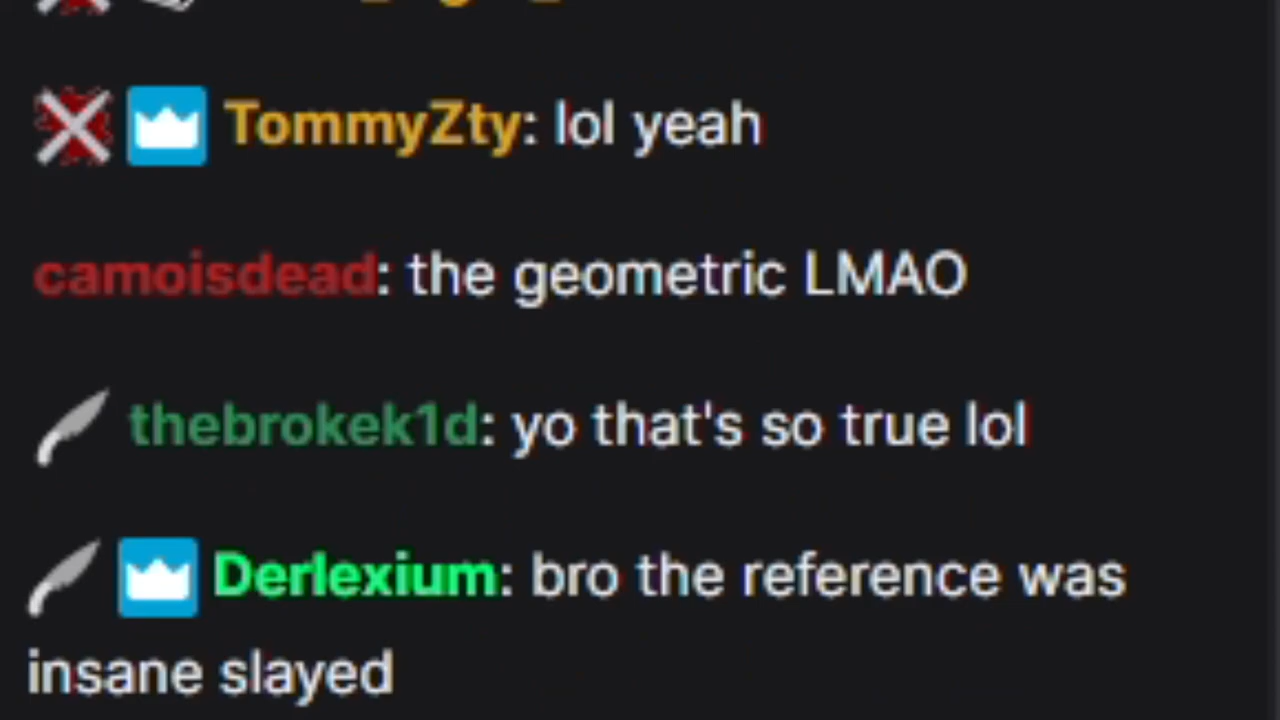 TommyZty: lol yeah
camoisdead: the geometric LMAO
thebrokek1d: yo that's so true lol
Derlexium: bro the reference was
insane slayed